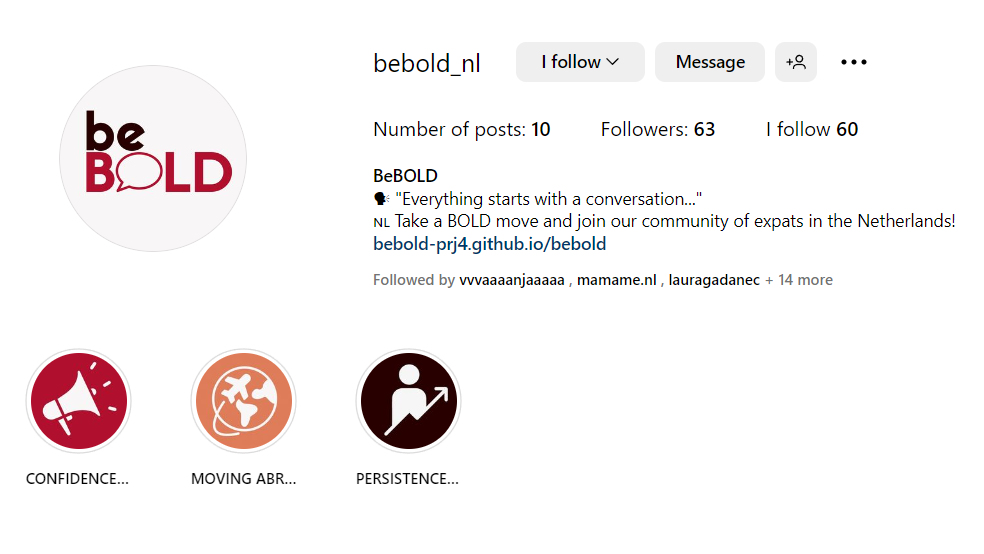 be
BOLD
bebold_nl
I follow
Message
Number of posts: 10
Followers: 63
I follow 60
BeBOLD
🗣 "Everything starts with a conversation..."
NL Take a BOLD move and join our community of expats in the Netherlands!
bebold-prj4.github.io/bebold
Followed by vvvaaaanjaaaaa , mamame.nl , lauragadanec + 14 more
CONFIDENCE...
MOVING ABR...
PERSISTENCE...